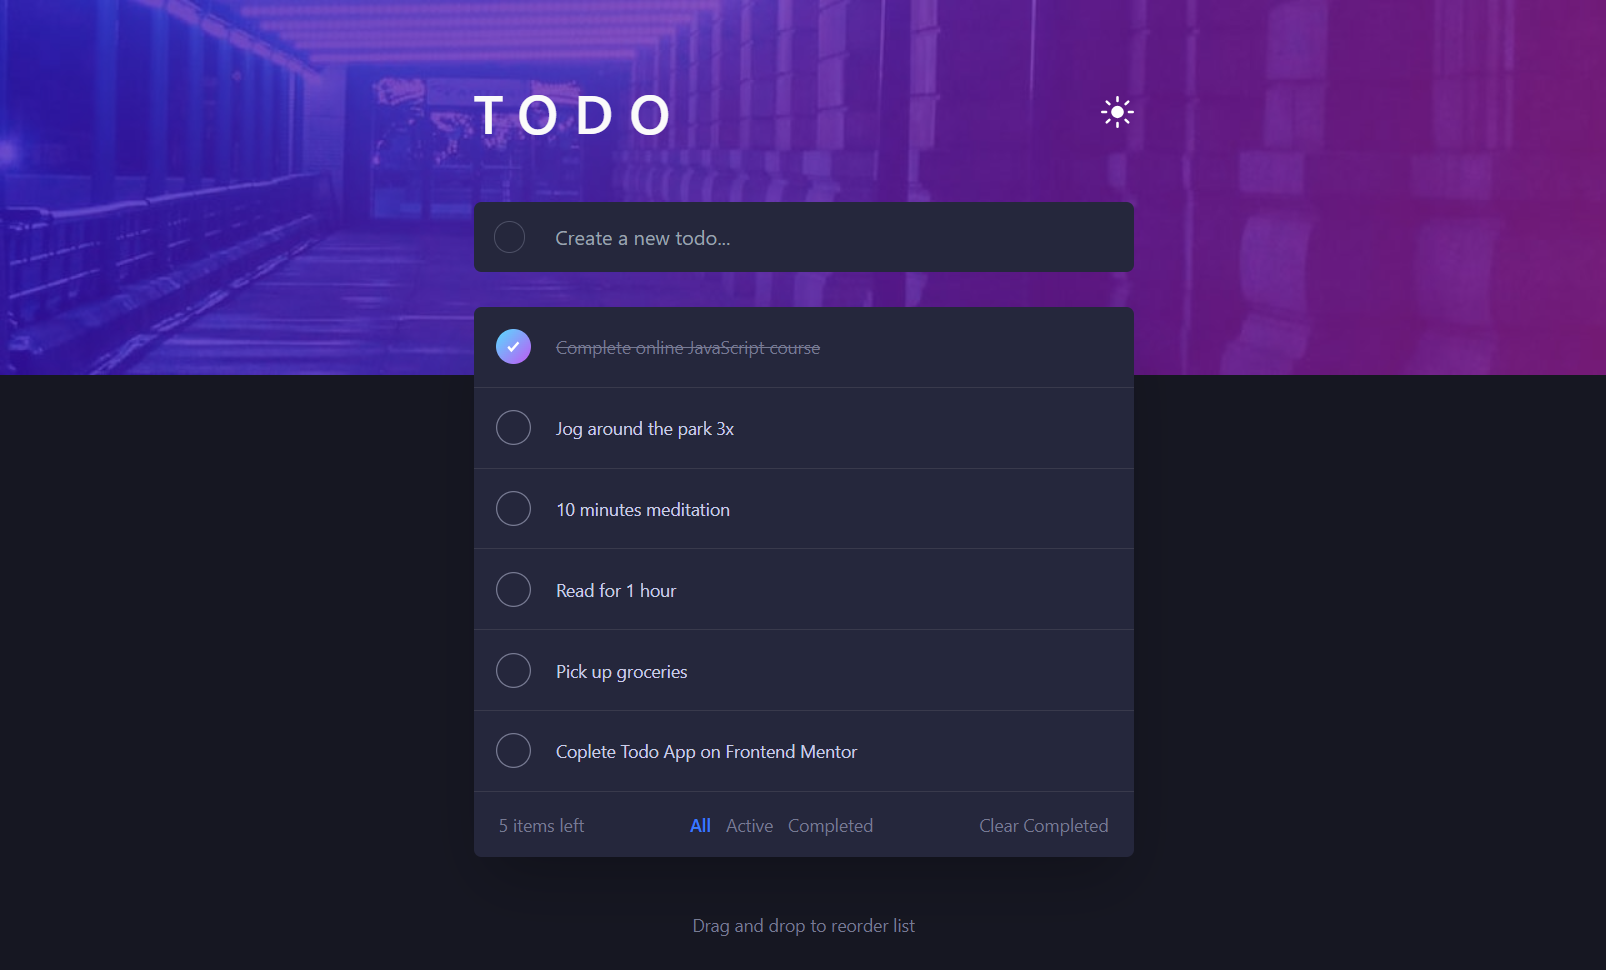 TODO
Create a new todo...
Complete online JavaScript course
Jog around the park 3x
10 minutes meditation
Read for 1 hour
Pick up groceries
Coplete Todo App on Frontend Mentor
5 items left All Active Completed Clear Completed
Drag and drop to reorder list